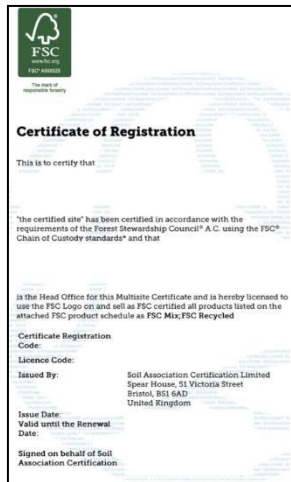 FSC
www.fsc.org
The mark of
responsible forestry
Certificate of Registration
This is to certify that
"the certified site" has been certified in accordance with the
requirements of the Forest Stewardship Council® A.C. using the FSC®
Chain of Custody standards* and that
is the Head Office for this Multisite Certificate and is hereby licensed to
use the FSC Logo on and sell as FSC certified all products listed on the
attached FSC product schedule as FSC Mix;FSC Recycled
Certificate Registration
Code:
Licence Code:
Issued By:
Soil Association Certification Limited
Spear House, 51 Victoria Street
Bristol, BS1 6AD
United Kingdom
Issue Date:
Valid until the Renewal
Date:
Signed on behalf of Soil
Association Certification